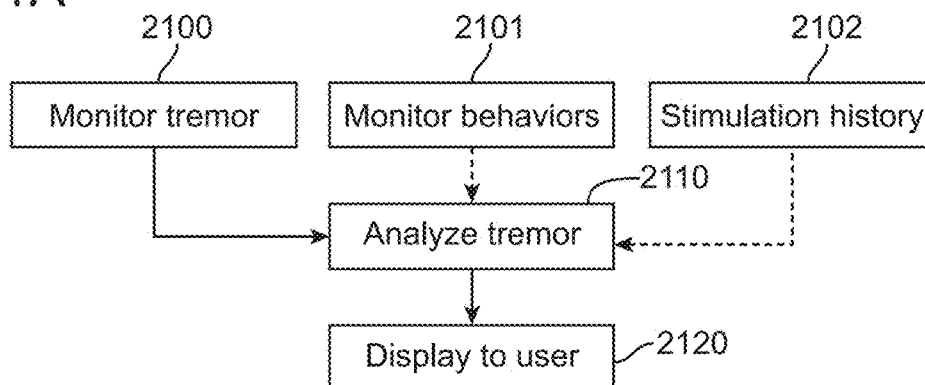 2100
2101
2102
Monitor tremor
Monitor behaviors
Stimulation history
2110
Analyze tremor
Display to user
2120